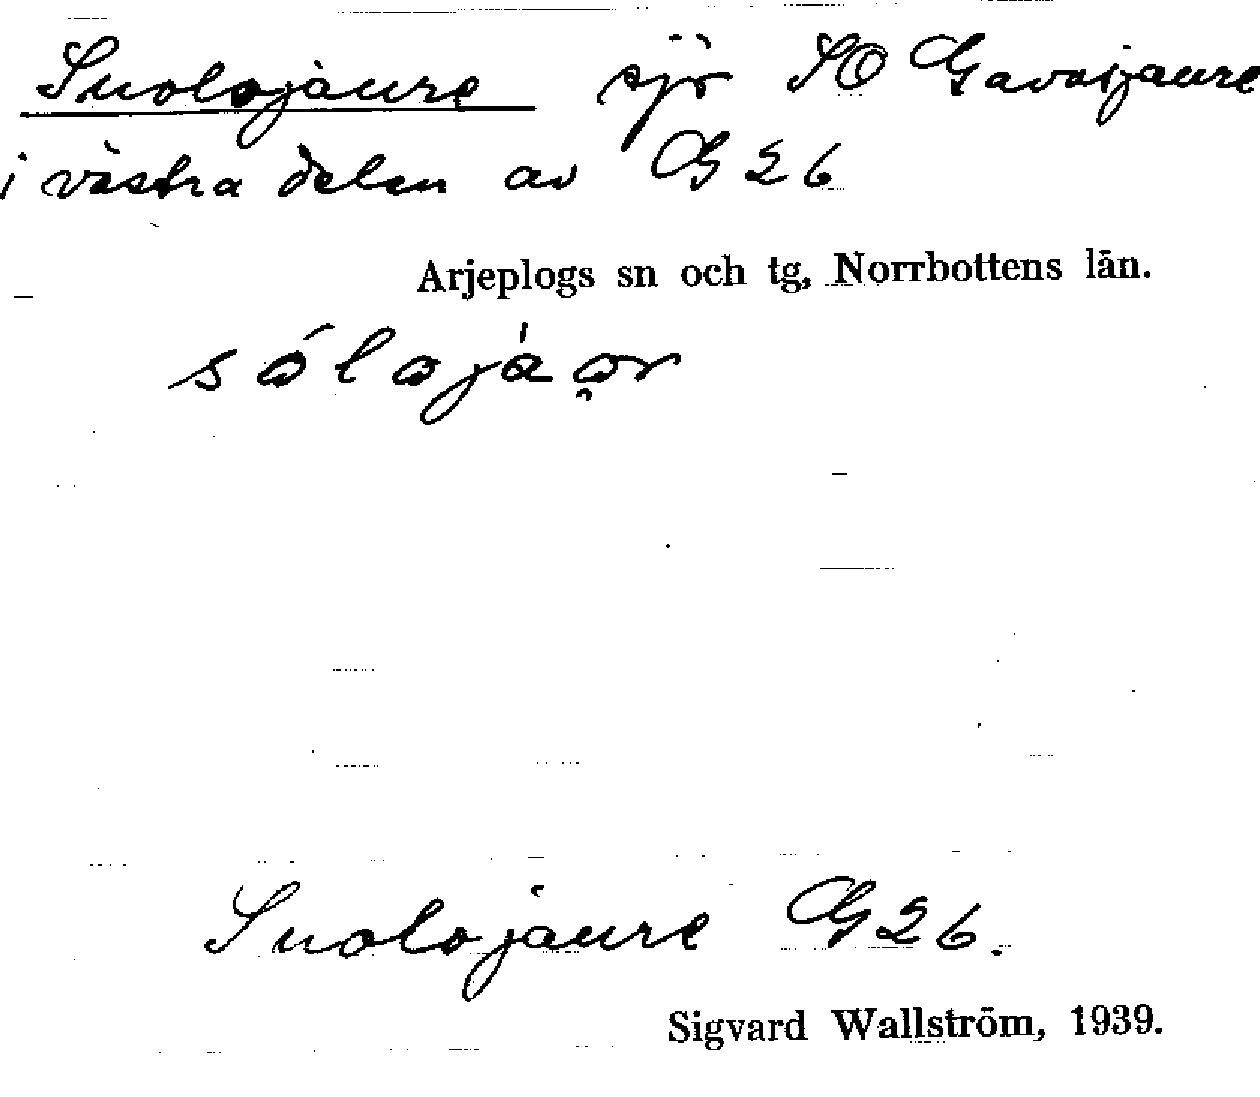 Suolojaure sjö SO Gavasjaure
i västra delen av G 26
Arjeplogs sn och tg, Norrbottens län.
sólojàǫr
Suolojaure G 26.
Sigvard Wallström, 1939.